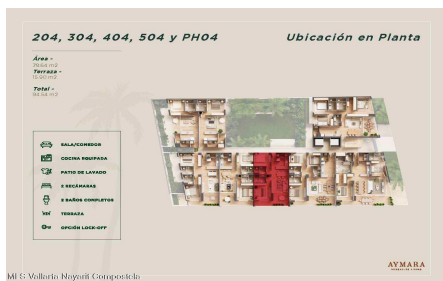 204, 304, 404, 504 y PH04
Ubicación en Planta
Área -
Terraza -
Total -
SALA/COMEDOR
COCINA EQUIPADA
PATIO DE LAVADO
2 RECÁMARAS
2 BAÑOS COMPLETOS
TERRAZA
OPCIÓN LOCK-OFF
AYMARA
MLS Vallarta Nayarit Compostela